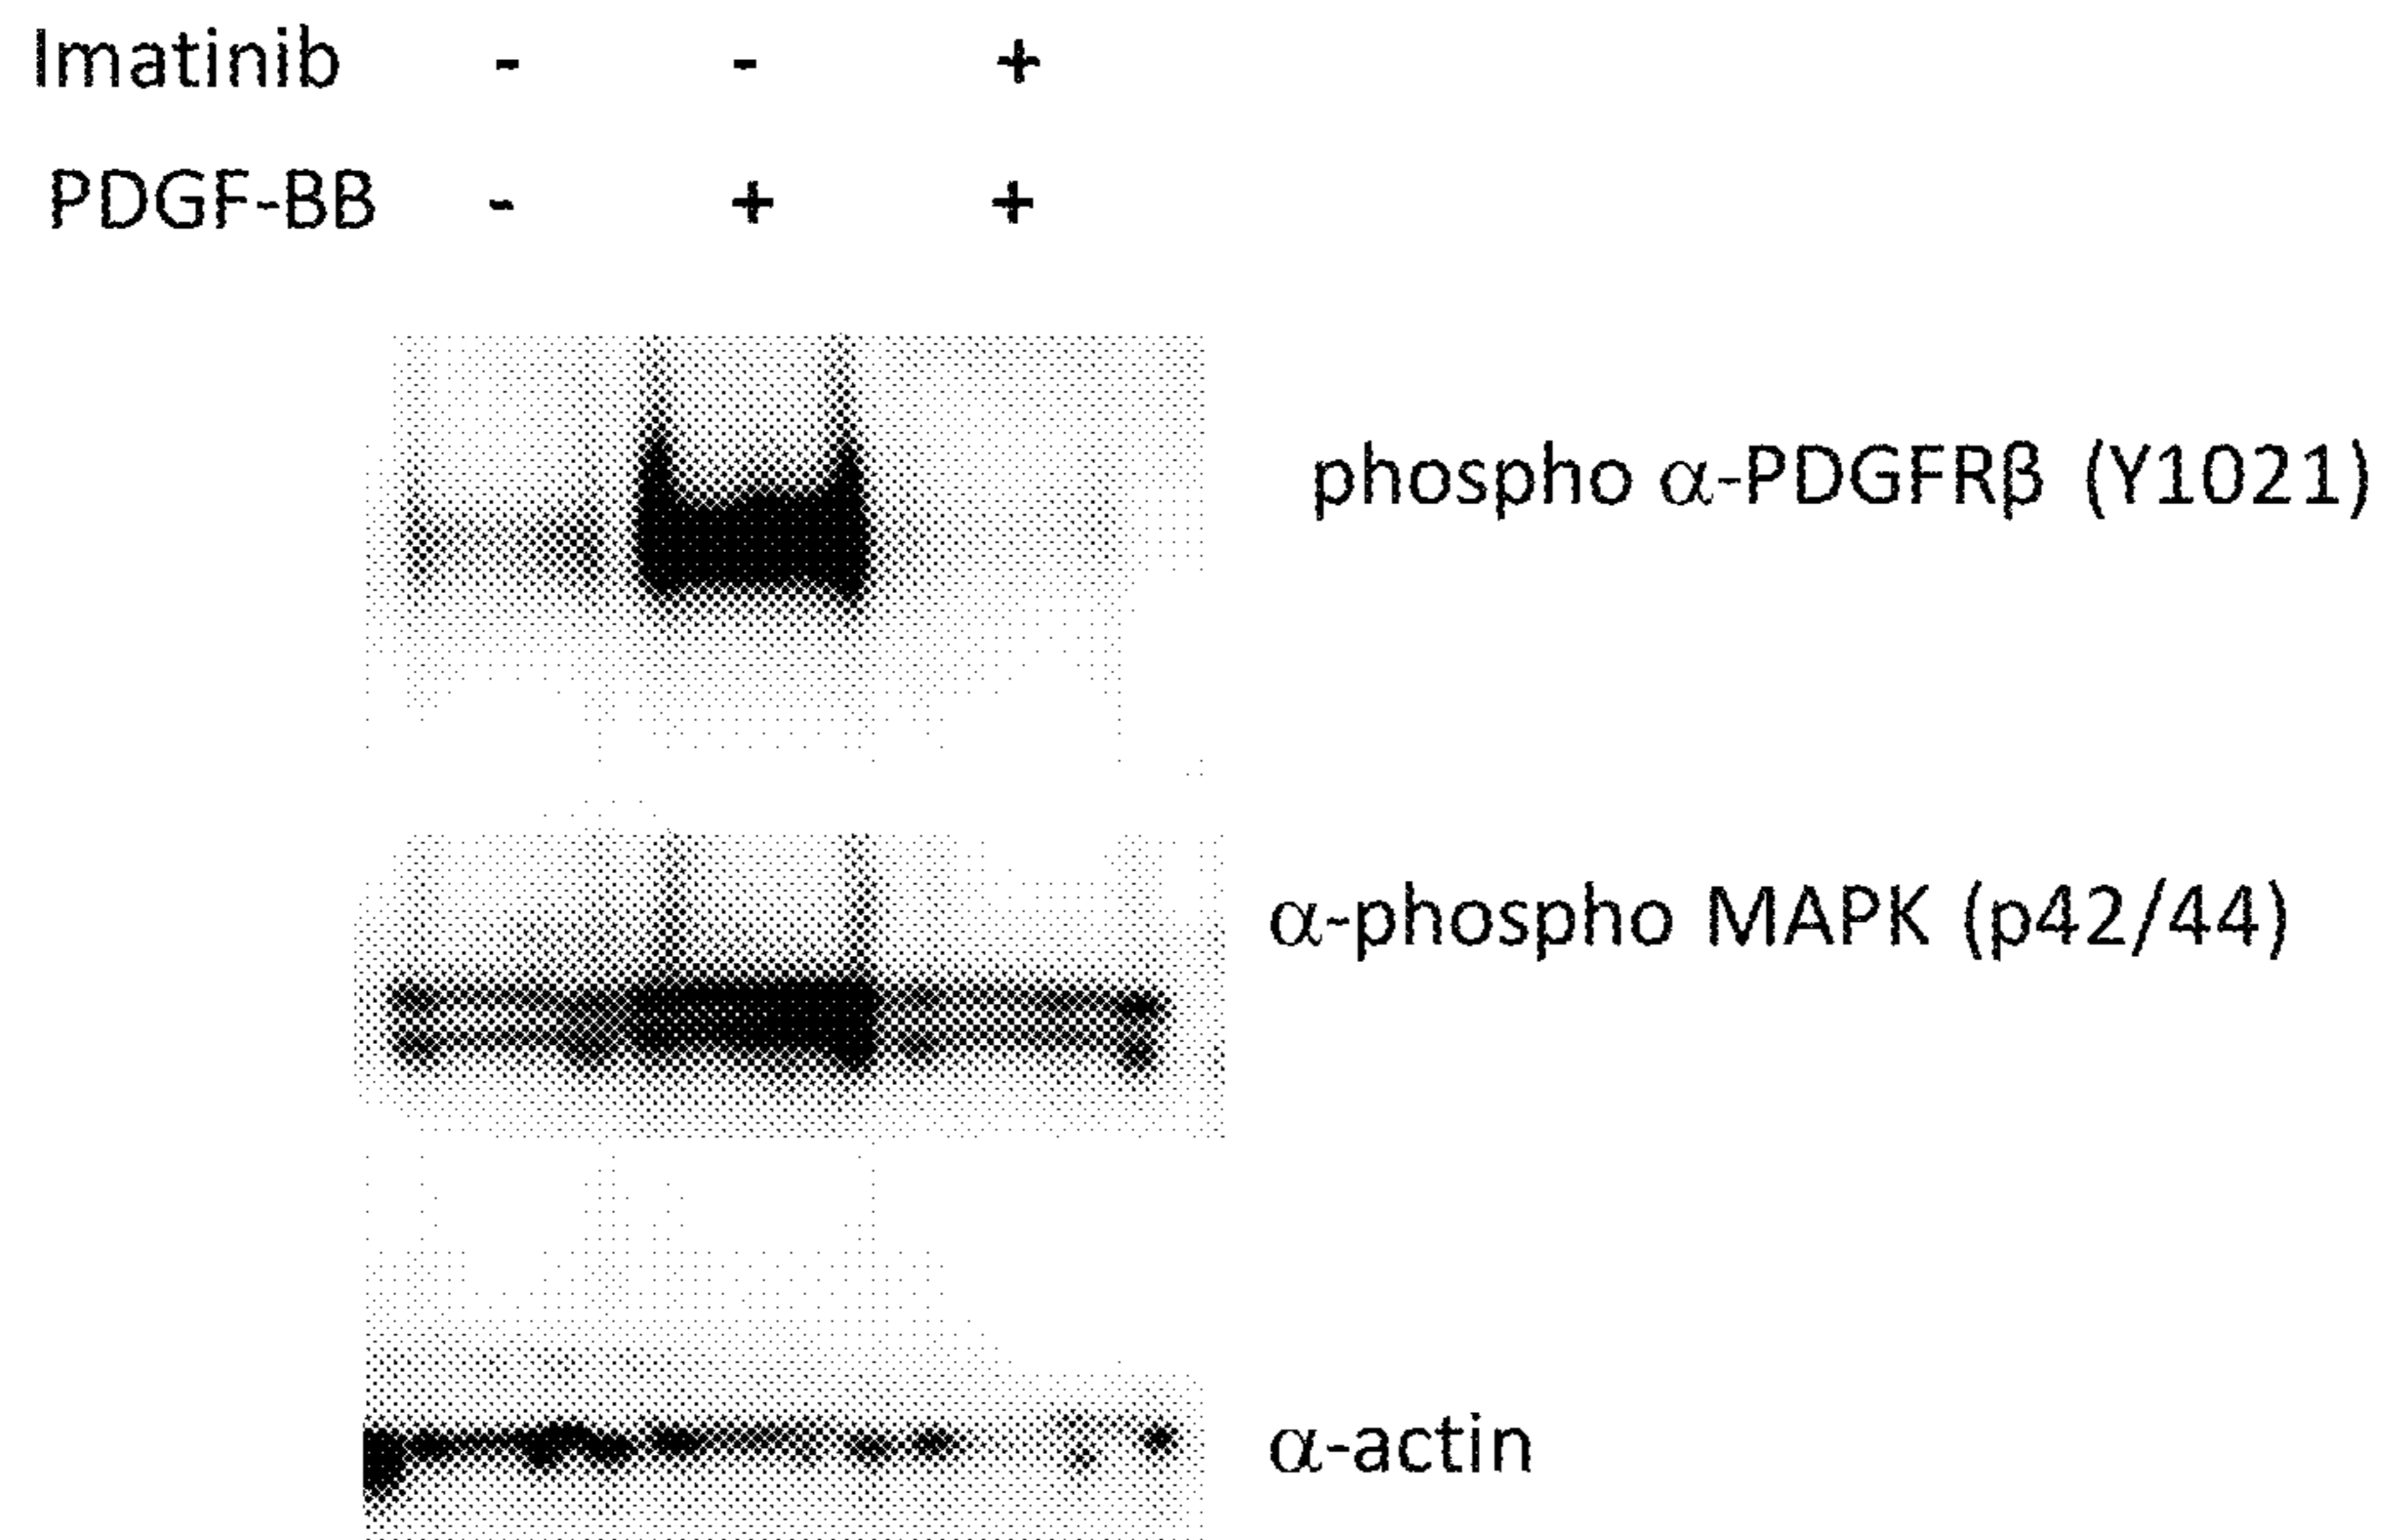 Imatinib - - +
PDGF-BB - + +
phospho α-PDGFRβ (Y1021)
α-phospho MAPK (p42/44)
α-actin